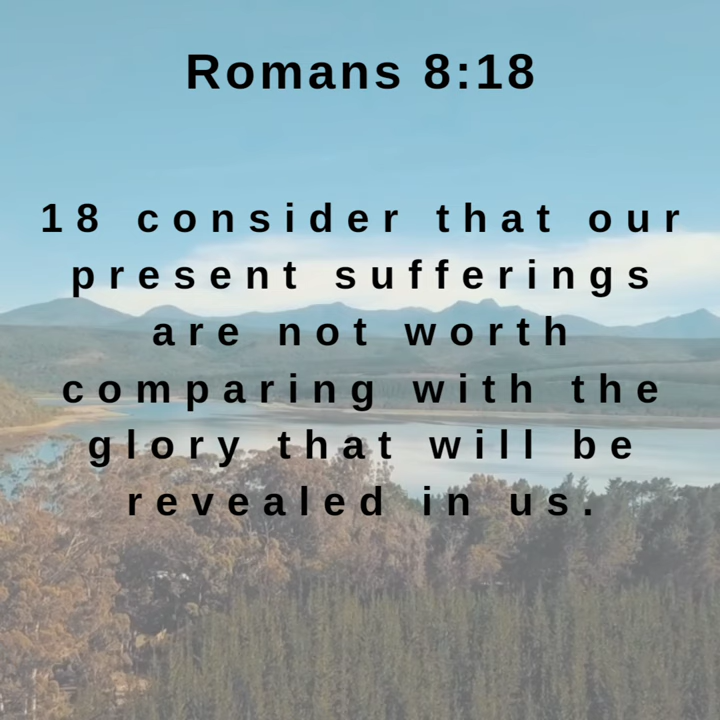 Romans 8:18
18 consider that our
present sufferings
are not worth
comparing with the
glory that will be
revealed in us.